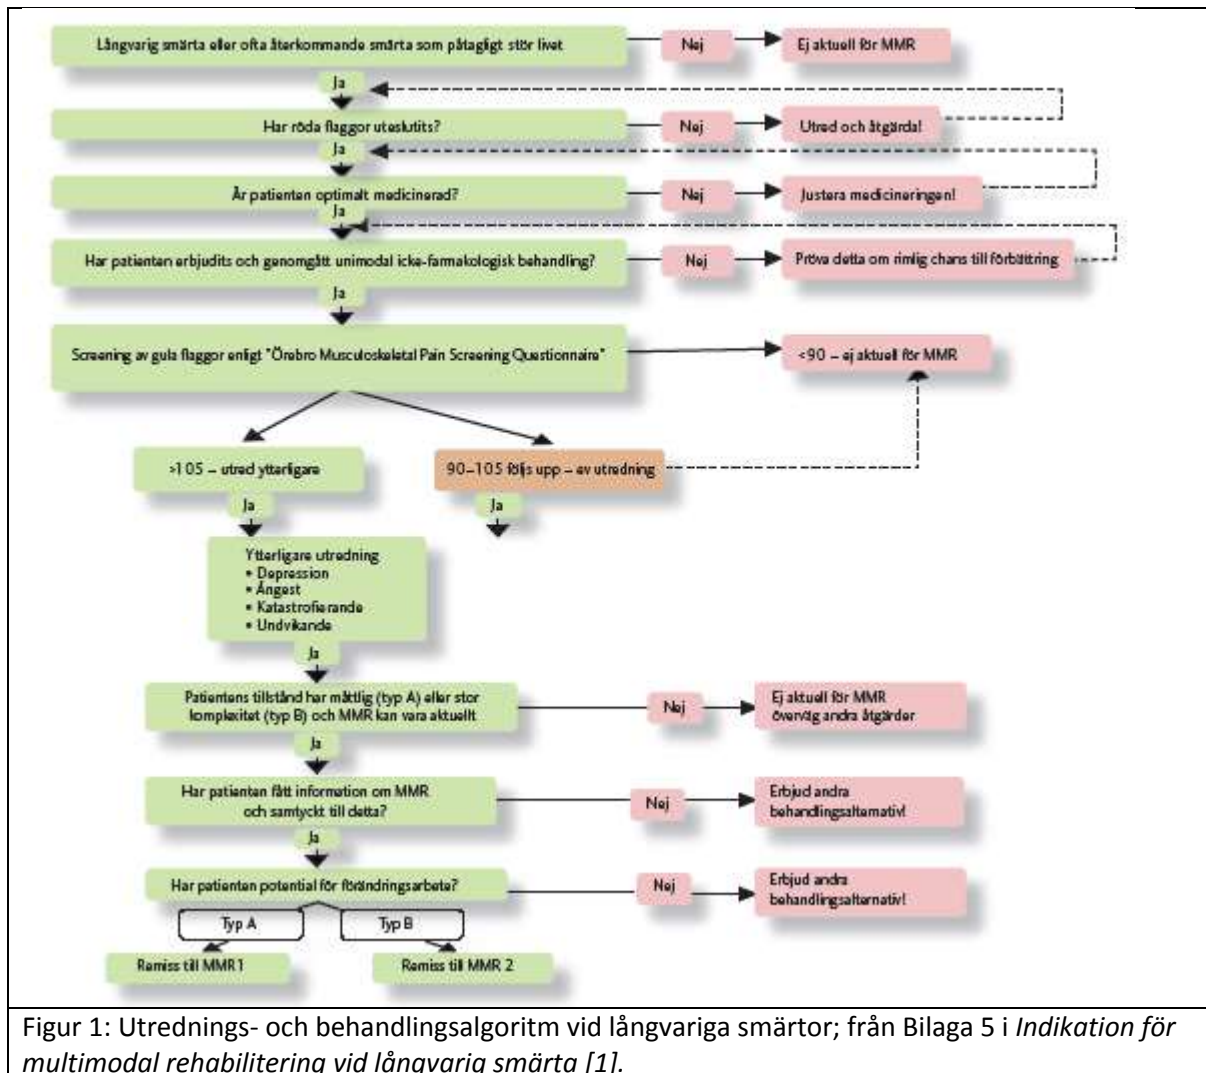 Långvarig smärta eller ofta återkommande smärta som påtagligt stör livet
Nej
Ej aktuell för MMR
Ja
Har röda flaggor uteslutits?
Nej
Utred och åtgärda!
Ja
Är patienten optimalt medicinerad?
Nej
Justera medicineringen!
Ja
Har patienten erbjudits och genomgått unimodal icke-farmakologisk behandling?
Nej
Pröva detta om rimlig chans till förbättring
Ja
Screening av gula flaggor enligt "Örebro Musculoskeletal Pain Screening Questionnaire"
<90 – ej aktuell för MMR
>105 – utred ytterligare
90–105 följs upp – ev utredning
Ja
Ja
Ytterligare utredning
• Depression
• Ångest
• Katastrofierande
• Undvikande
Ja
Patientens tillstånd har måttlig (typ A) eller stor
komplexitet (typ B) och MMR kan vara aktuellt
Nej
Ej aktuell för MMR
överväg andra åtgärder
Ja
Har patienten fått information om MMR
och samtyckt till detta?
Nej
Erbjud andra
behandlingsalternativ!
Ja
Har patienten potential för förändringsarbete?
Nej
Erbjud andra
behandlingsalternativ!
Typ A
Typ B
Remiss till MMR1
Remiss till MMR 2
Figur 1: Utrednings- och behandlingsalgoritm vid långvariga smärtor; från Bilaga 5 i Indikation för
multimodal rehabilitering vid långvarig smärta [1].